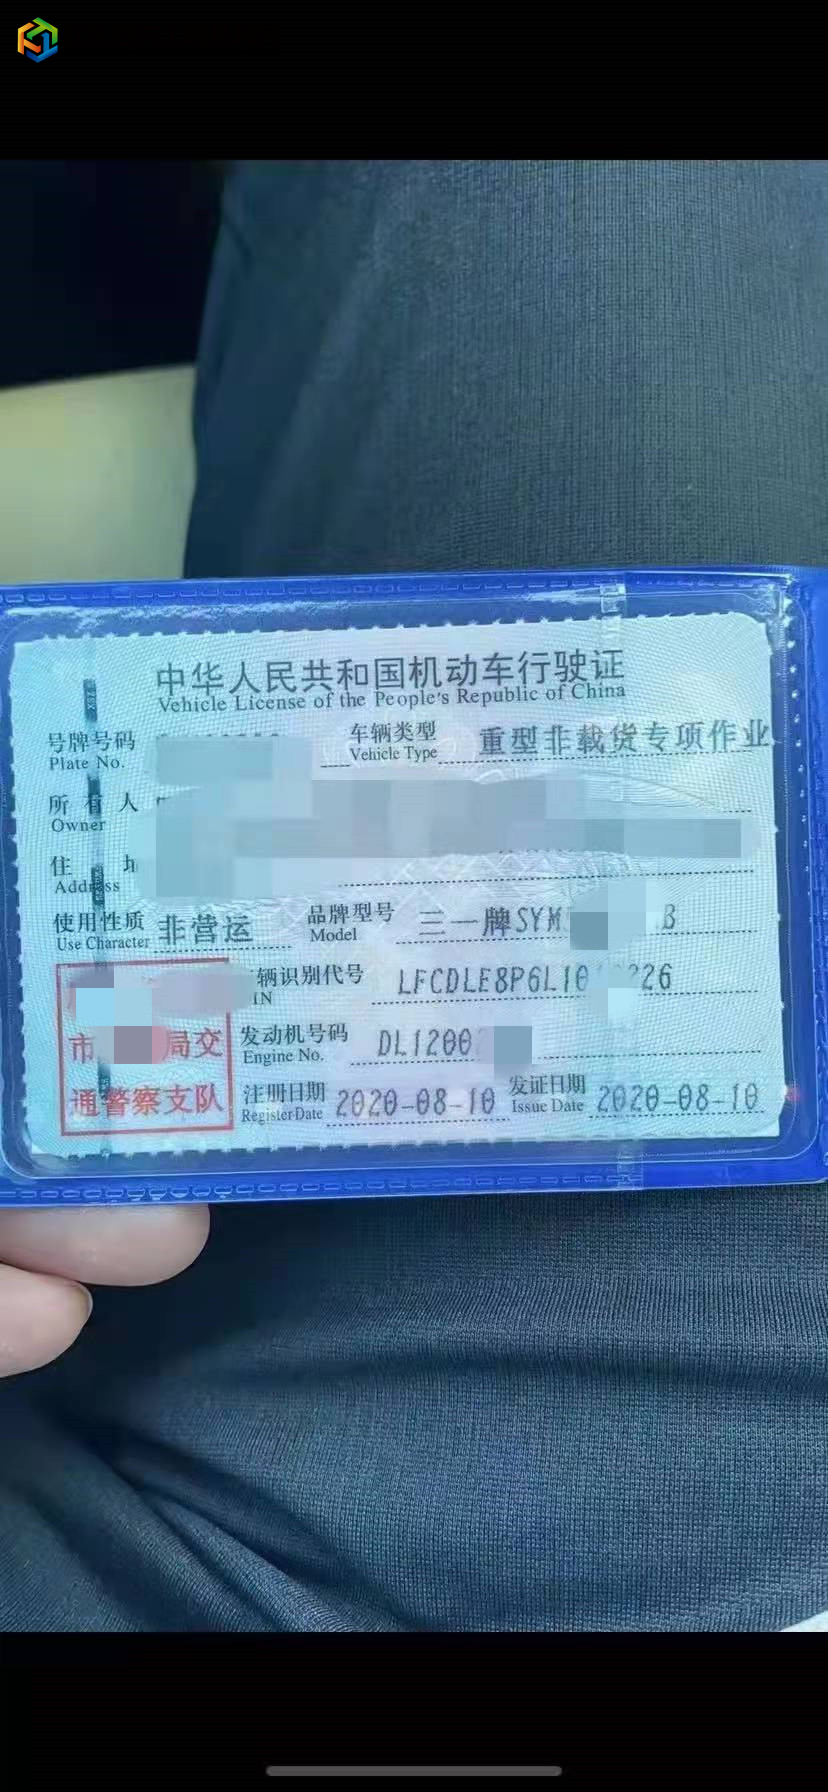 中华人民共和国机动车行驶证
Vehicle License of the People's Republic of China
号牌号码
Plate No.
车辆类型
Vehicle Type
重型非载货专项作业
所有人
Owner
住 址
Address
使用性质
Use Character
非营运
品牌型号
Model
三一牌SYM B
辆识别代号
IN
LFCDLE8P6L10 226
发动机号码
Engine No.
DL1200
市 局交
通警察支队
注册日期
Register Date
2020-08-10
发证日期
Issue Date
2020-08-10